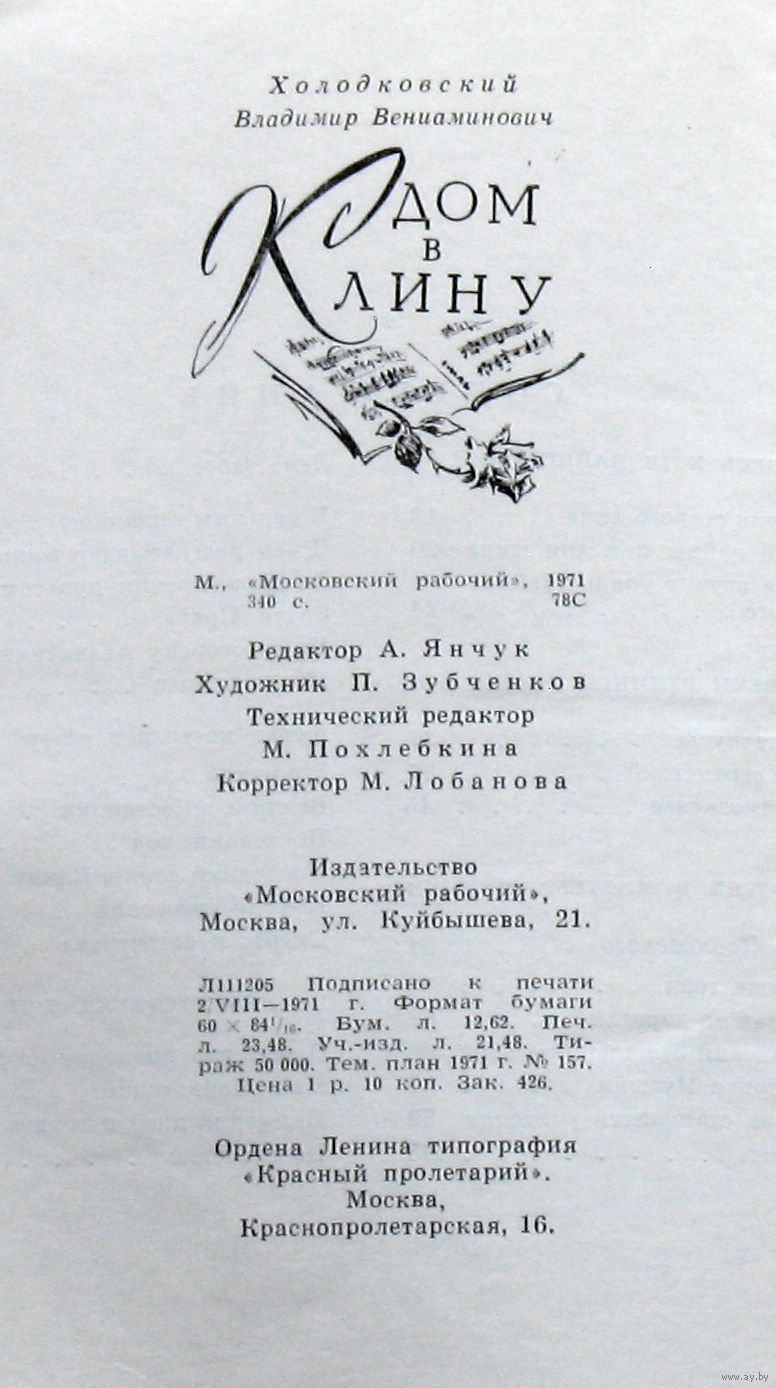 Холодковский
Владимир Вениаминович
ДОМ
В
КЛИНУ
М., «Московский рабочий», 1971
340 с. 78С
Редактор А. Янчук
Художник П. Зубченков
Технический редактор
М. Похлебкина
Корректор М. Лобанова
Издательство
«Московский рабочий»,
Москва, ул. Куйбышева, 21.
Л111205 Подписано к печати
2/VIII—1971 г. Формат бумаги
60 × 84¹/₁₆. Бум. л. 12,62. Печ.
л. 23,48. Уч.-изд. л. 21,48. Ти-
раж 50 000. Тем. план 1971 г. № 157.
Цена 1 р. 10 коп. Зак. 426.
Ордена Ленина типография
«Красный пролетарий».
Москва,
Краснопролетарская, 16.
www.ay.by